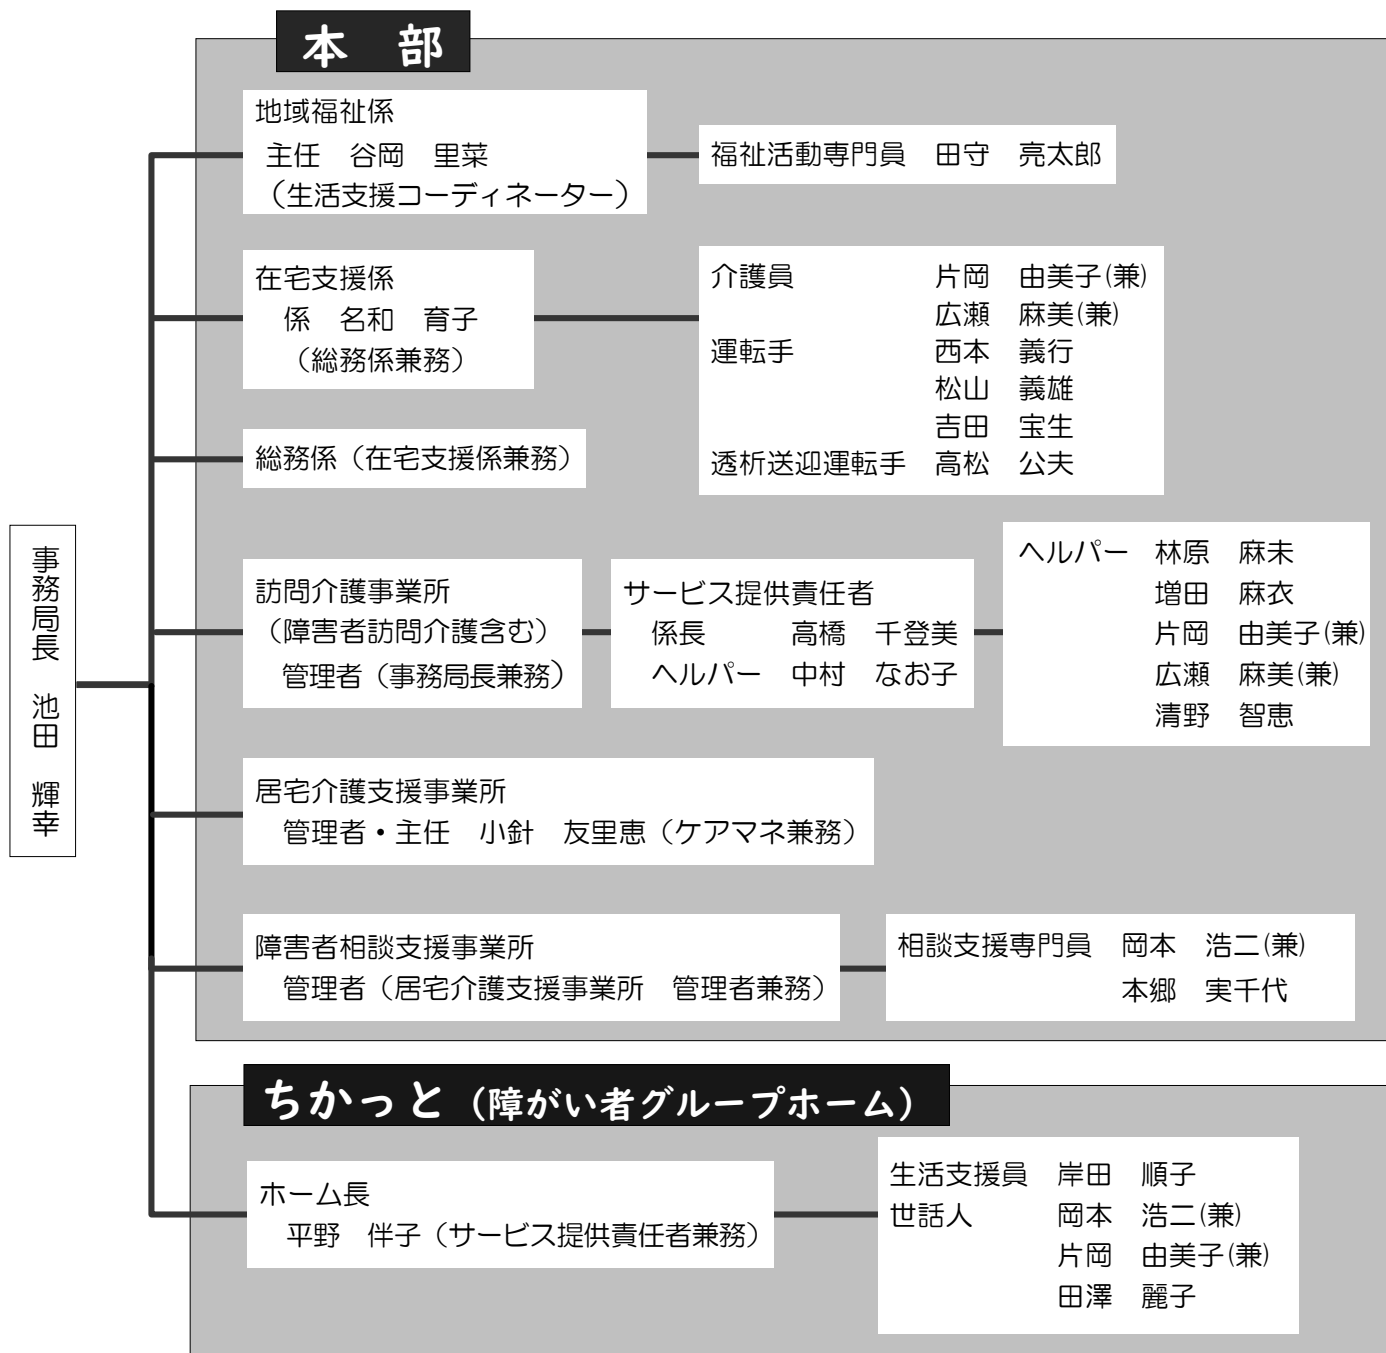 本　部
地域福祉係
主任　谷岡　里菜
（生活支援コーディネーター）
福祉活動専門員　田守　亮太郎
在宅支援係
係　名和　育子
（総務係兼務）
介護員　片岡　由美子(兼)
広瀬　麻美(兼)
運転手　西本　義行
松山　義雄
吉田　宝生
透析送迎運転手　高松　公夫
総務係（在宅支援係兼務）
事務局長　池田　輝幸
訪問介護事業所
（障害者訪問介護含む）
管理者（事務局長兼務）
サービス提供責任者
係長　高橋　千登美
ヘルパー　中村　なお子
ヘルパー　林原　麻未
増田　麻衣
片岡　由美子(兼)
広瀬　麻美(兼)
清野　智恵
居宅介護支援事業所
管理者・主任　小針　友里恵（ケアマネ兼務）
障害者相談支援事業所
管理者（居宅介護支援事業所　管理者兼務）
相談支援専門員　岡本　浩二(兼)
本郷　実千代
ちかっと（障がい者グループホーム）
ホーム長
平野　伴子（サービス提供責任者兼務）
生活支援員　岸田　順子
世話人　岡本　浩二(兼)
片岡　由美子(兼)
田澤　麗子